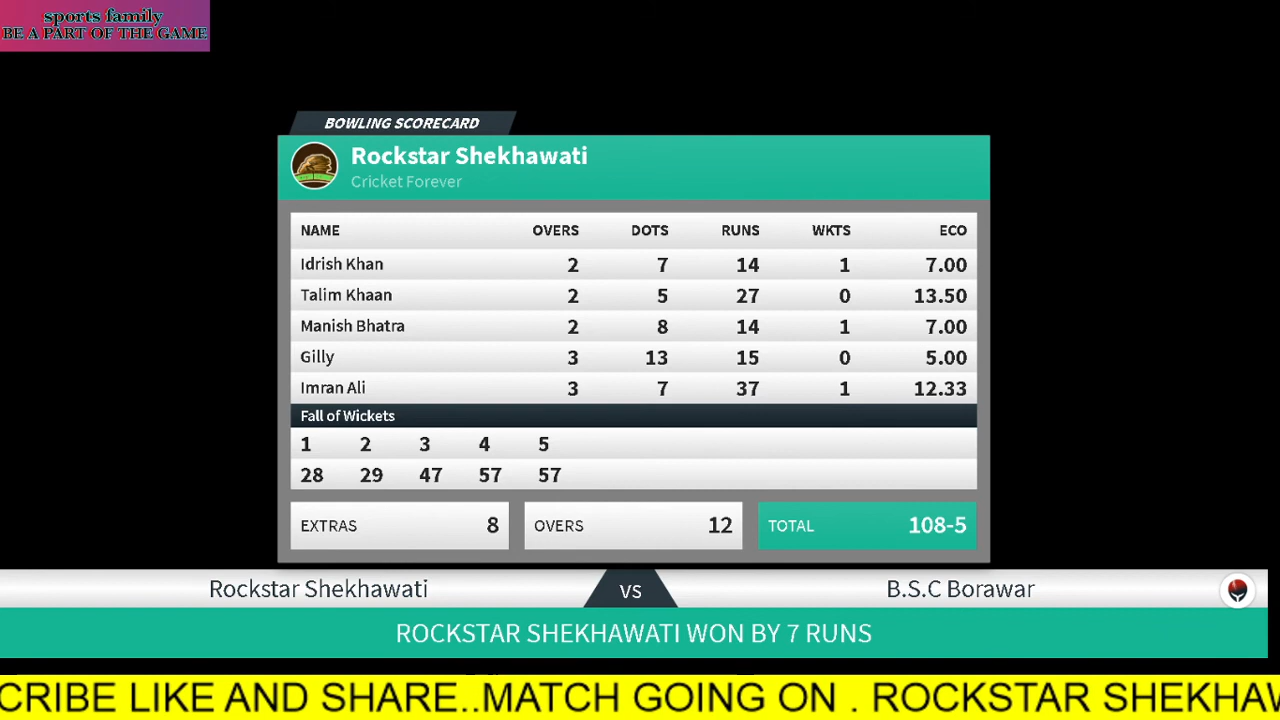 sports family
BE A PART OF THE GAME
BOWLING SCORECARD
Rockstar Shekhawati
Cricket Forever
NAME OVERS DOTS RUNS WKTS ECO
Idrish Khan 2 7 14 1 7.00
Talim Khaan 2 5 27 0 13.50
Manish Bhatra 2 8 14 1 7.00
Gilly 3 13 15 0 5.00
Imran Ali 3 7 37 1 12.33
Fall of Wickets
1 2 3 4 5
28 29 47 57 57
EXTRAS 8 OVERS 12 TOTAL 108-5
Rockstar Shekhawati VS B.S.C Borawar
ROCKSTAR SHEKHAWATI WON BY 7 RUNS
CRIBE LIKE AND SHARE..MATCH GOING ON . ROCKSTAR SHEKHAW